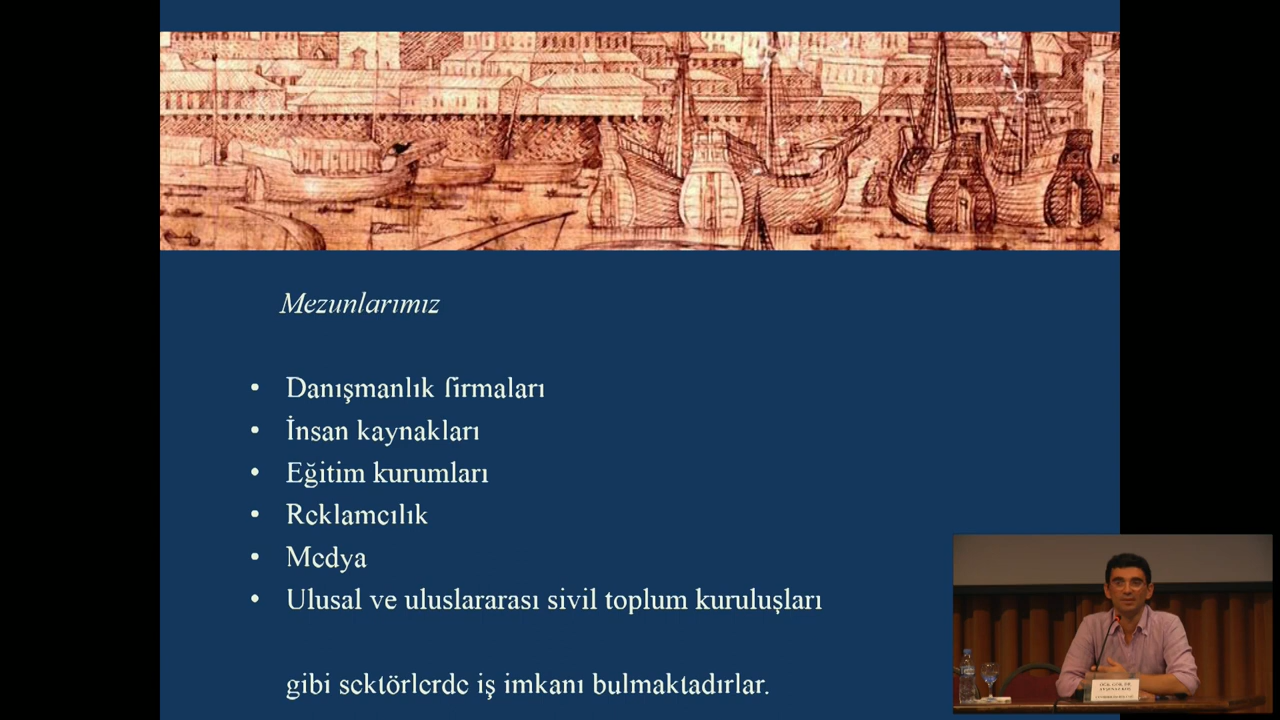 Mezunlarımız
• Danışmanlık firmaları
• İnsan kaynakları
• Eğitim kurumları
• Reklamcılık
• Medya
• Ulusal ve uluslararası sivil toplum kuruluşları
gibi sektörlerde iş imkanı bulmaktadırlar.